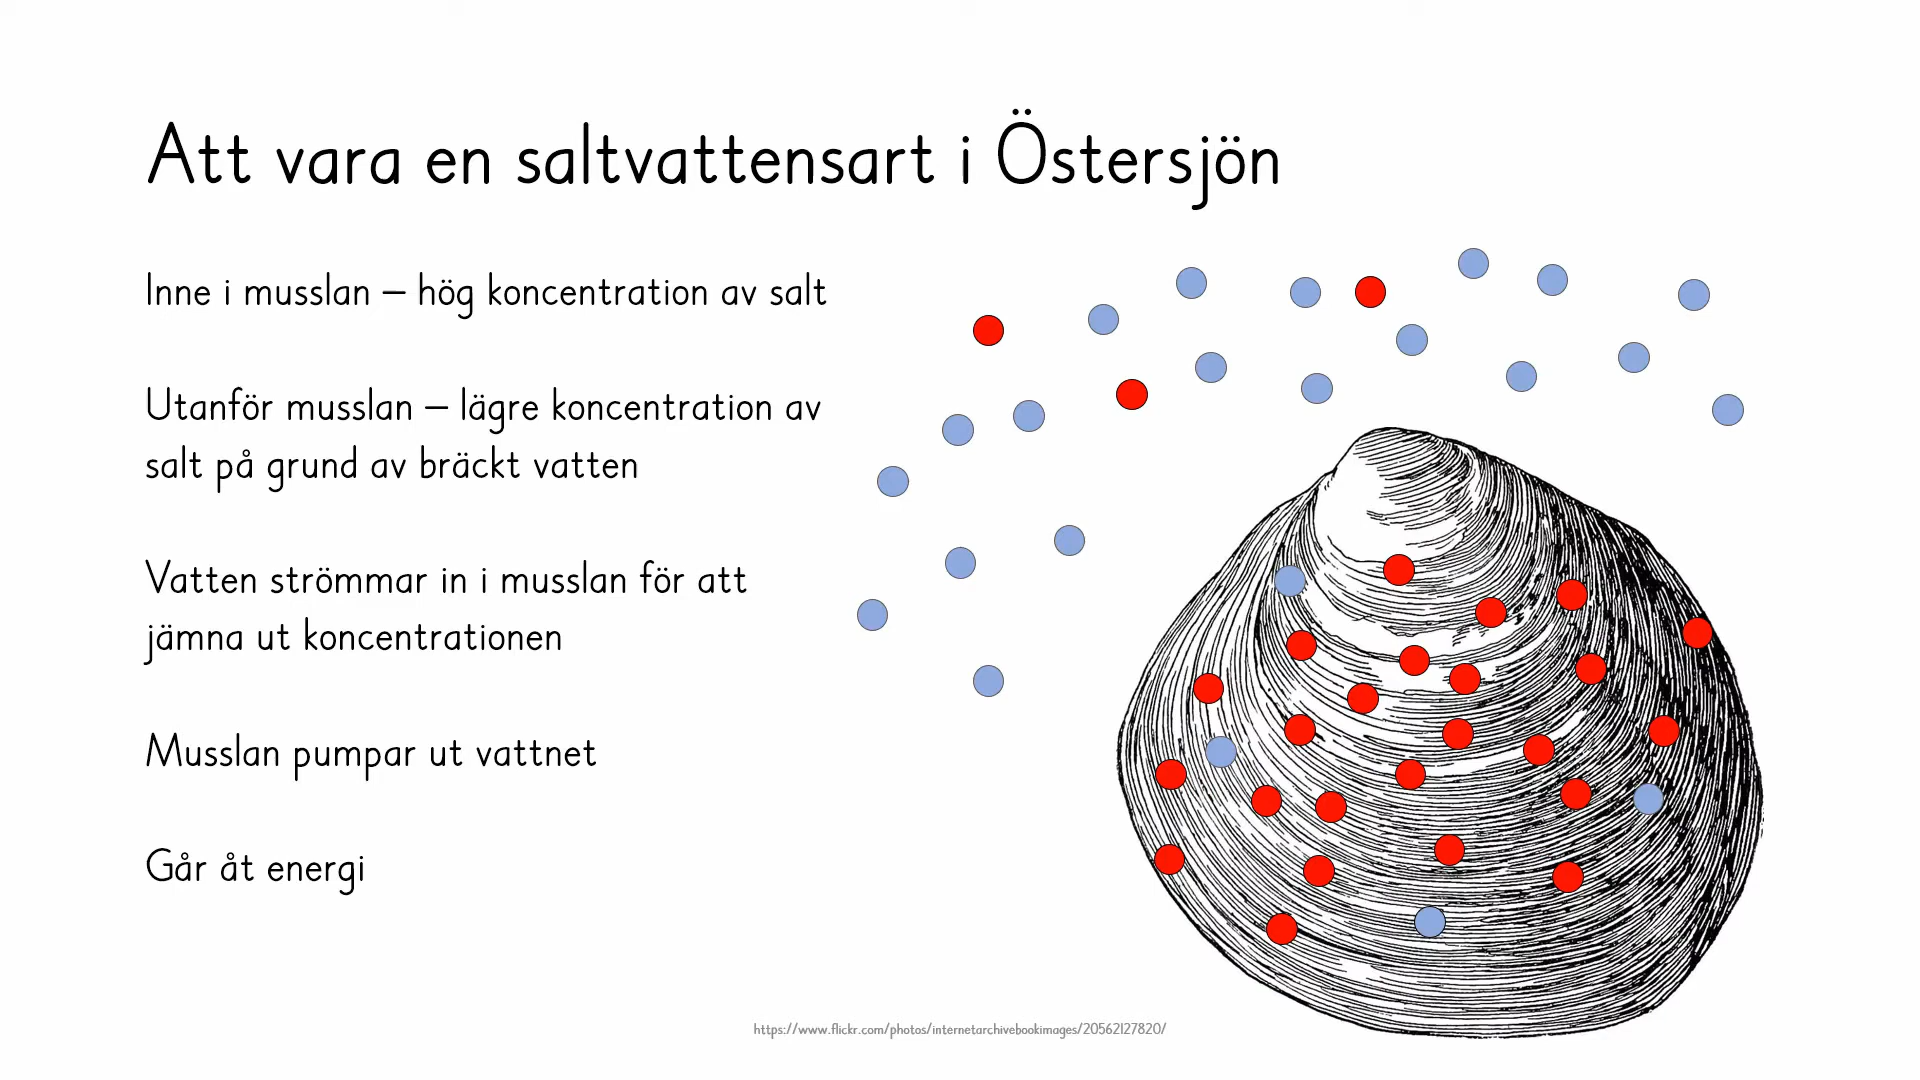 Att vara en saltvattensart i Östersjön
Inne i musslan – hög koncentration av salt
Utanför musslan – lägre koncentration av
salt på grund av bräckt vatten
Vatten strömmar in i musslan för att
jämna ut koncentrationen
Musslan pumpar ut vattnet
Går åt energi
https://www.flickr.com/photos/internetarchivebookimages/20562127820/